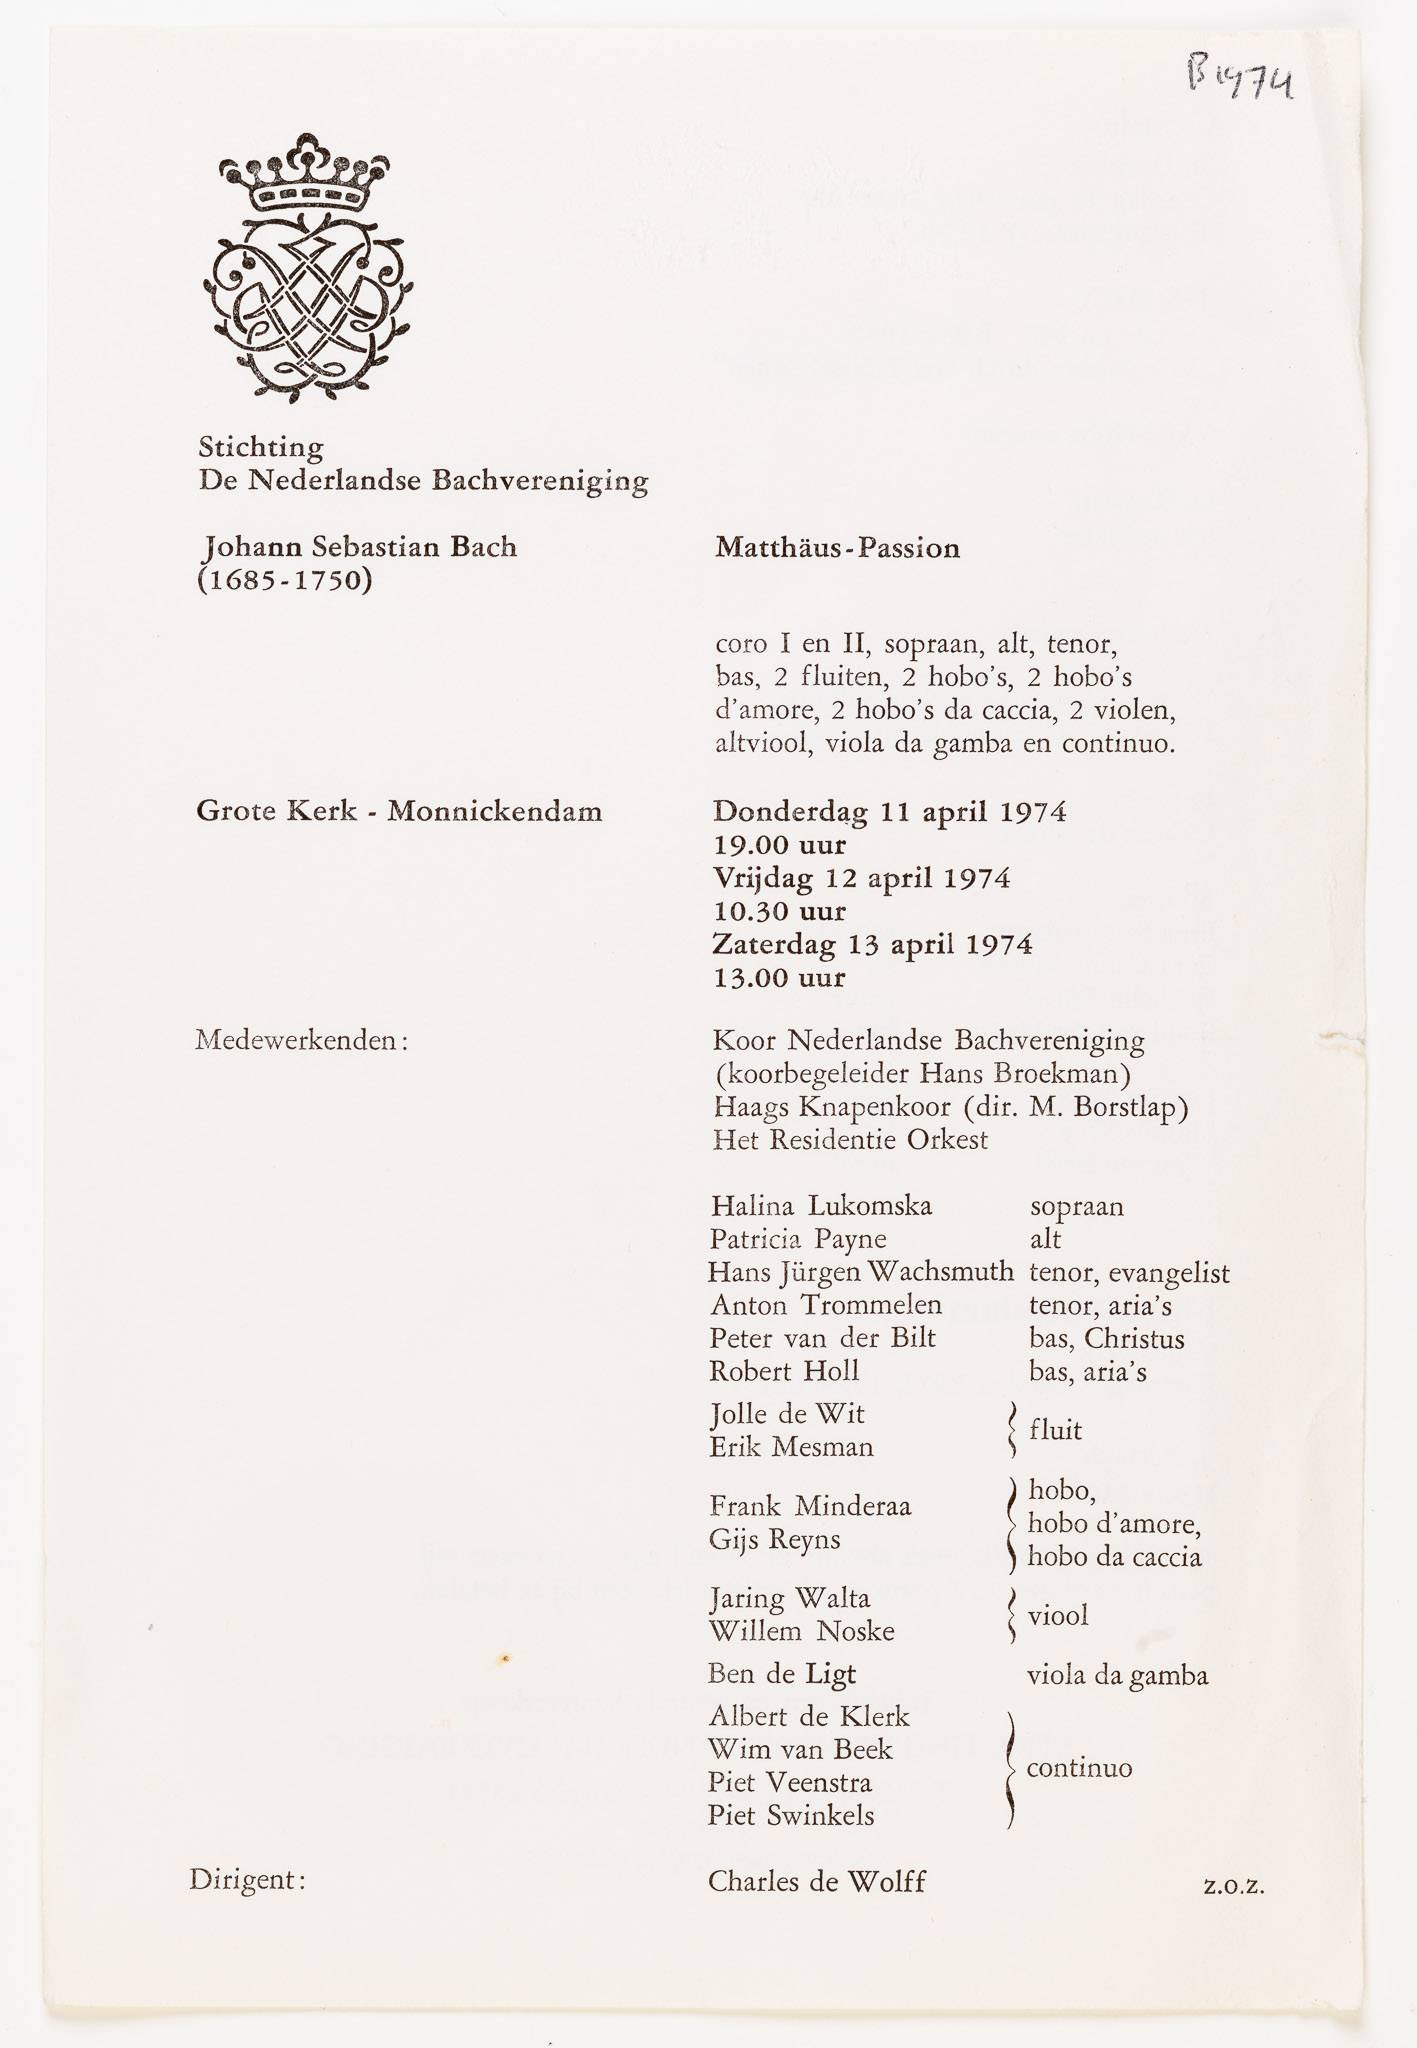 B 1974
Stichting
De Nederlandse Bachvereniging
Johann Sebastian Bach
(1685-1750)
Matthäus-Passion
coro I en II, sopraan, alt, tenor,
bas, 2 fluiten, 2 hobo's, 2 hobo's
d'amore, 2 hobo's da caccia, 2 violen,
altviool, viola da gamba en continuo.
Grote Kerk - Monnickendam
Donderdag 11 april 1974
19.00 uur
Vrijdag 12 april 1974
10.30 uur
Zaterdag 13 april 1974
13.00 uur
Medewerkenden:
Koor Nederlandse Bachvereniging
(koorbegeleider Hans Broekman)
Haags Knapenkoor (dir. M. Borstlap)
Het Residentie Orkest
Halina Lukomska sopraan
Patricia Payne alt
Hans Jürgen Wachsmuth tenor, evangelist
Anton Trommelen tenor, aria's
Peter van der Bilt bas, Christus
Robert Holl bas, aria's
Jolle de Wit
Erik Mesman
fluit
Frank Minderaa
Gijs Reyns
hobo,
hobo d'amore,
hobo da caccia
Jaring Walta
Willem Noske
viool
Ben de Ligt viola da gamba
Albert de Klerk
Wim van Beek
Piet Veenstra
Piet Swinkels
continuo
Dirigent: Charles de Wolff z.o.z.